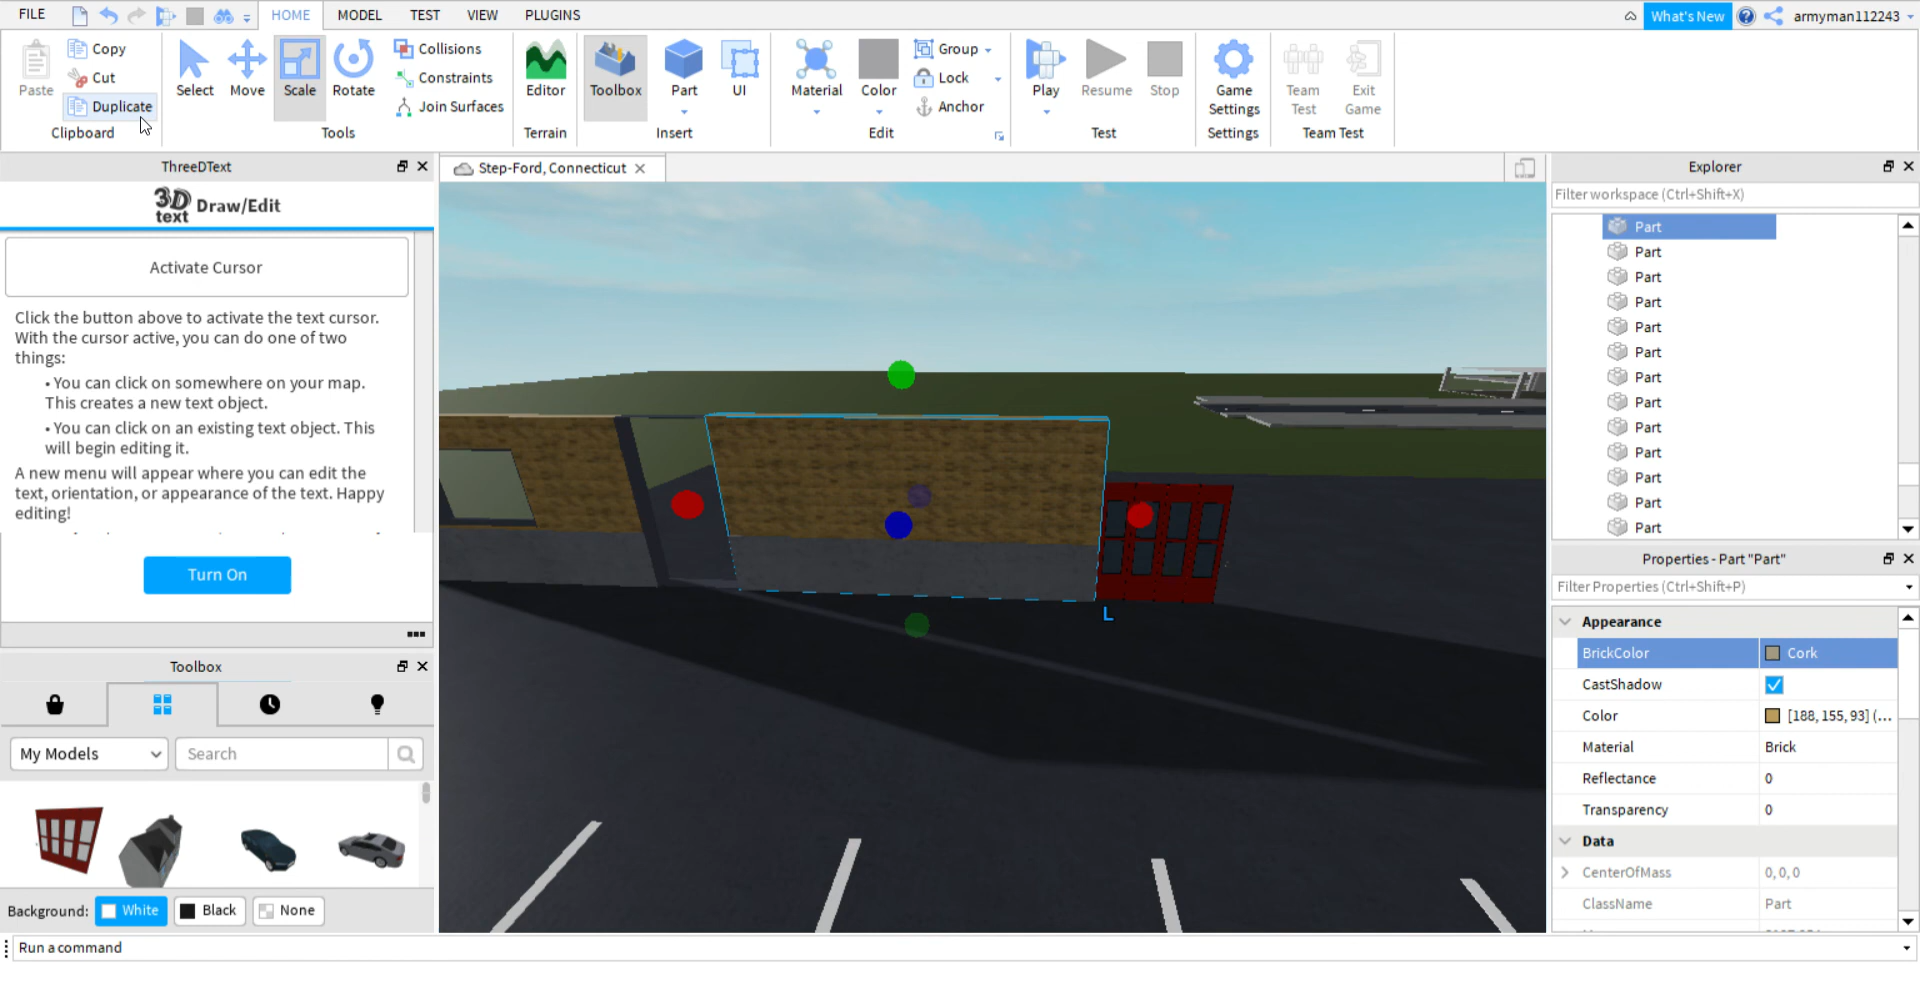 FILE
HOME
MODEL
TEST
VIEW
PLUGINS
What's New
?
armyman112243
Paste
Copy
Cut
Duplicate
Clipboard
Select
Move
Scale
Rotate
Collisions
Constraints
Join Surfaces
Tools
Editor
Terrain
Toolbox
Part
UI
Insert
Material
Color
Group
Lock
Anchor
Edit
Play
Resume
Stop
Test
Game
Settings
Settings
Team
Test
Exit
Game
Team Test
ThreeDText
3D
text
Draw/Edit
Activate Cursor
Click the button above to activate the text cursor.
With the cursor active, you can do one of two
things:
• You can click on somewhere on your map.
This creates a new text object.
• You can click on an existing text object. This
will begin editing it.
A new menu will appear where you can edit the
text, orientation, or appearance of the text. Happy
editing!
Turn On
Toolbox
My Models
Search
Background:
White
Black
None
Step-Ford, Connecticut
L
Explorer
Filter workspace (Ctrl+Shift+X)
Part
Part
Part
Part
Part
Part
Part
Part
Part
Part
Part
Part
Part
Properties - Part "Part"
Filter Properties (Ctrl+Shift+P)
Appearance
BrickColor Cork
CastShadow
Color [188, 155, 93] (...
Material Brick
Reflectance 0
Transparency 0
Data
CenterOfMass 0, 0, 0
ClassName Part
Run a command